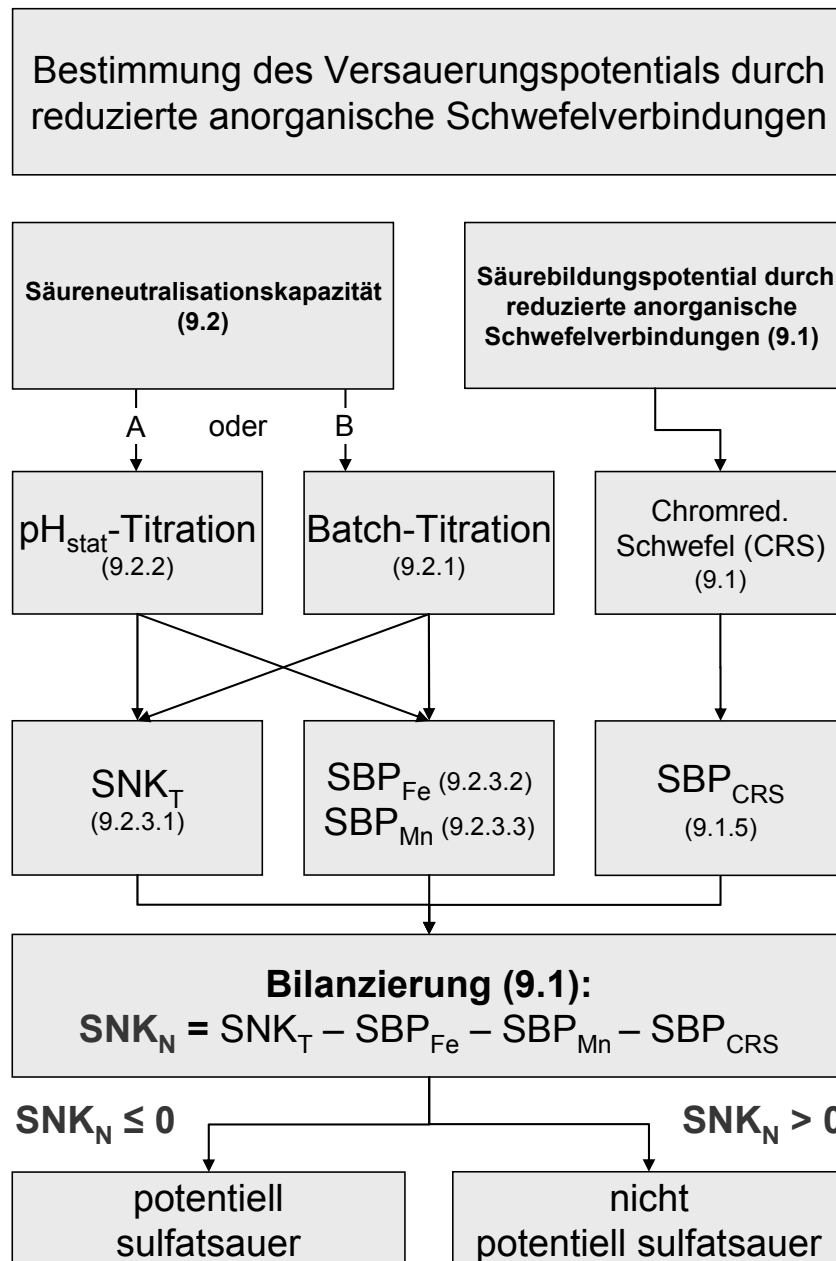 Bestimmung des Versauerungspotentials durch
reduzierte anorganische Schwefelverbindungen
Säureneutralisationskapazität
(9.2)
Säurebildungspotential durch
reduzierte anorganische
Schwefelverbindungen (9.1)
A oder B
pHstat-Titration
(9.2.2)
Batch-Titration
(9.2.1)
Chromred.
Schwefel (CRS)
(9.1)
SNKT
(9.2.3.1)
SBPFe (9.2.3.2)
SBPMn (9.2.3.3)
SBPCRS
(9.1.5)
Bilanzierung (9.1):
SNKN = SNKT – SBPFe – SBPMn – SBPCRS
SNKN ≤ 0
SNKN > 0
potentiell
sulfatsauer
nicht
potentiell sulfatsauer